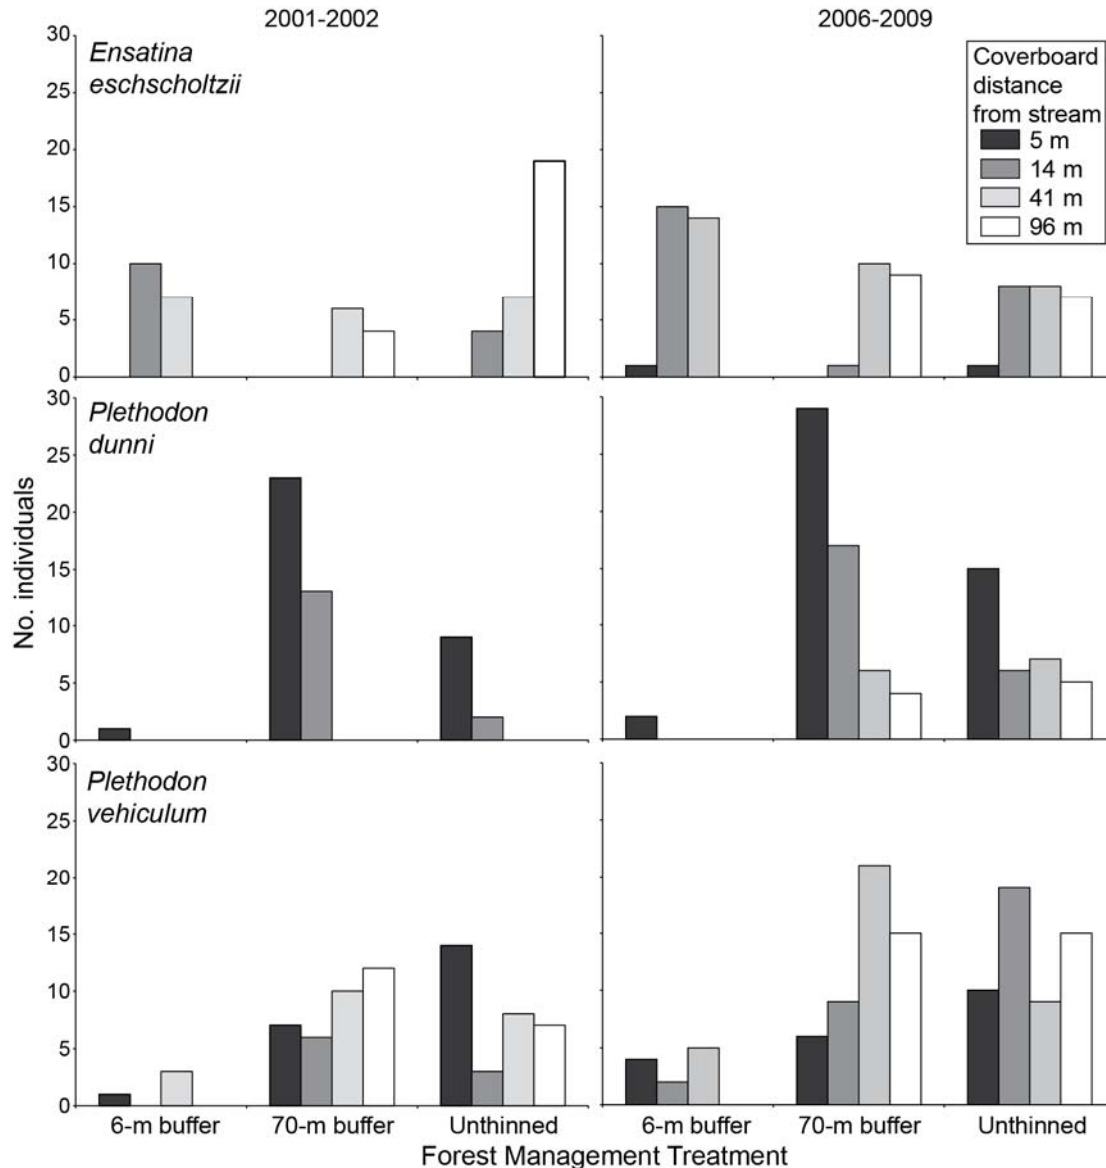 2001-2002
2006-2009
30
25
20
15
10
5
0
Ensatina
eschscholtzii
Coverboard
distance
from stream
5 m
14 m
41 m
96 m
30
25
20
15
10
5
0
Plethodon
dunni
No. individuals
30
25
20
15
10
5
0
Plethodon
vehiculum
6-m buffer
70-m buffer
Unthinned
6-m buffer
70-m buffer
Unthinned
Forest Management Treatment